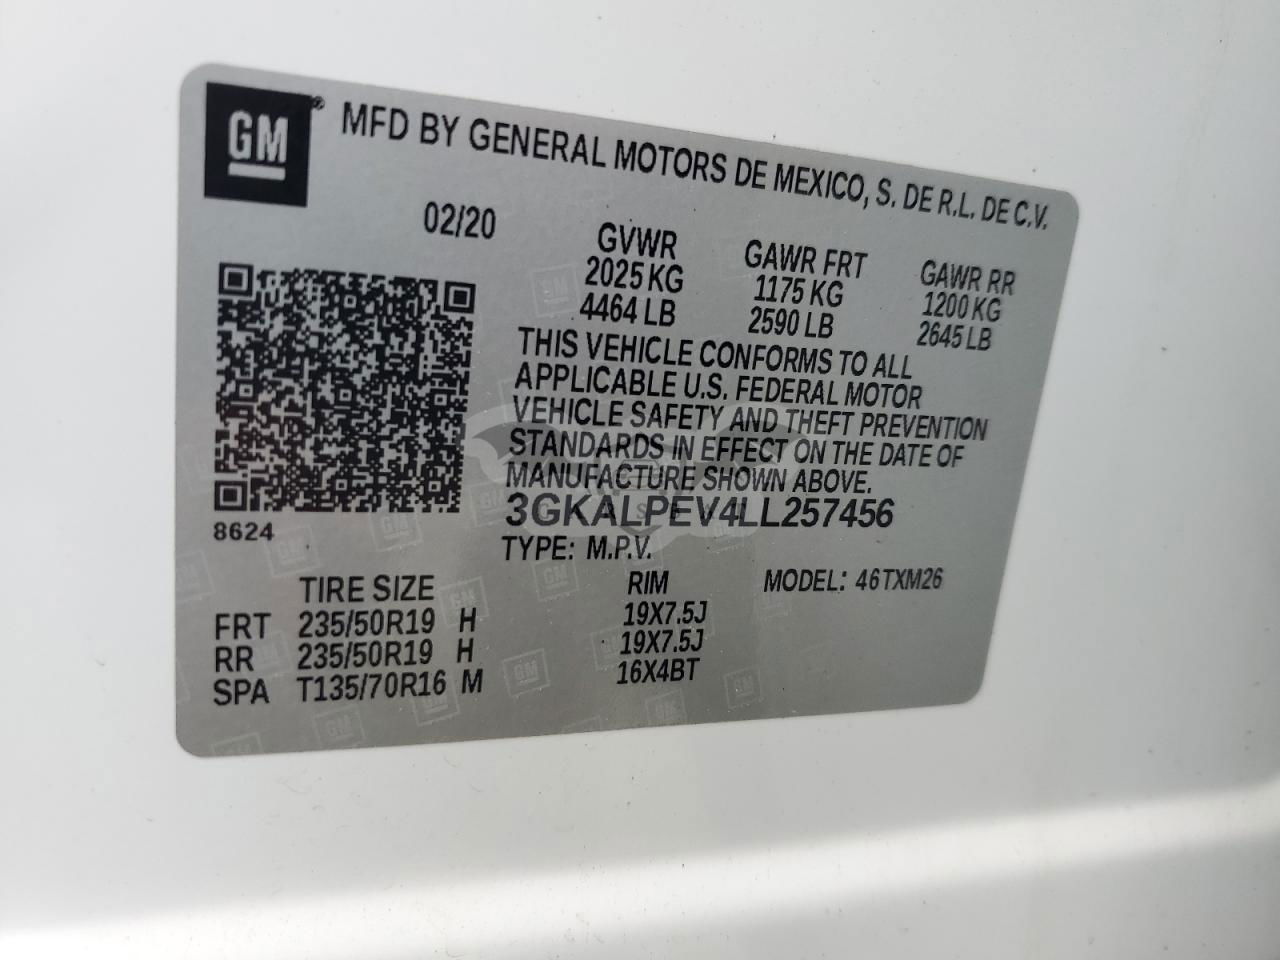 GM ® MFD BY GENERAL MOTORS DE MEXICO, S. DE R.L. DE C.V.
02/20
GVWR GAWR FRT GAWR RR
2025 KG 1175 KG 1200 KG
4464 LB 2590 LB 2645 LB
THIS VEHICLE CONFORMS TO ALL
APPLICABLE U.S. FEDERAL MOTOR
VEHICLE SAFETY AND THEFT PREVENTION
STANDARDS IN EFFECT ON THE DATE OF
MANUFACTURE SHOWN ABOVE.
3GKALPEV4LL257456
8624
TYPE: M.P.V.
TIRE SIZE RIM MODEL: 46TXM26
FRT 235/50R19 H 19X7.5J
RR 235/50R19 H 19X7.5J
SPA T135/70R16 M 16X4BT